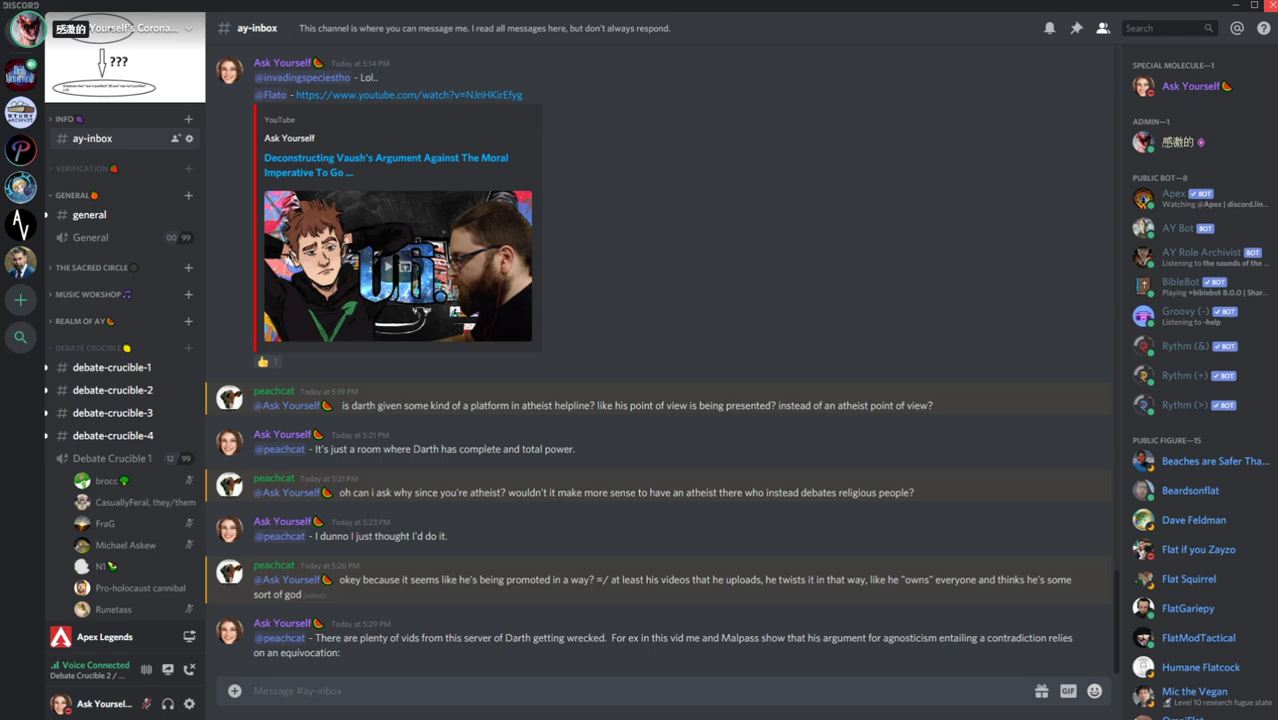 DISCORD
感激的
Yourself's Corona...
???
INFO
ay-inbox
VERIFICATION
GENERAL
general
General
00 99
THE SACRED CIRCLE
MUSIC WOKSHOP
REALM OF AY
DEBATE CRUCIBLE
debate-crucible-1
debate-crucible-2
debate-crucible-3
debate-crucible-4
Debate Crucible 1
12 99
brocc
CasuallyFeral, they/them
FraG
Michael Askew
N1
Pro-holocaust cannibal
Runetass
Apex Legends
Voice Connected
Debate Crucible 2 / ...
Ask Yoursel...
# ay-inbox
This channel is where you can message me. I read all messages here, but don't always respond.
Search
Ask Yourself Today at 5:14 PM
@invadingspeciestho - Lol..
@Flato - https://www.youtube.com/watch?v=NJnHKirEfyg
YouTube
Ask Yourself
Deconstructing Vaush's Argument Against The Moral
Imperative To Go ...
1
peachcat Today at 5:19 PM
@Ask Yourself is darth given some kind of a platform in atheist helpline? like his point of view is being presented? instead of an atheist point of view?
Ask Yourself Today at 5:21 PM
@peachcat - It's just a room where Darth has complete and total power.
peachcat Today at 5:21 PM
@Ask Yourself oh can i ask why since you're atheist? wouldn't it make more sense to have an atheist there who instead debates religious people?
Ask Yourself Today at 5:23 PM
@peachcat - I dunno I just thought I'd do it.
peachcat Today at 5:26 PM
@Ask Yourself okey because it seems like he's being promoted in a way? =/ at least his videos that he uploads, he twists it in that way, like he "owns" everyone and thinks he's some
sort of god (edited)
Ask Yourself Today at 5:29 PM
@peachcat - There are plenty of vids from this server of Darth getting wrecked. For ex in this vid me and Malpass show that his argument for agnosticism entailing a contradiction relies
on an equivocation:
Message #ay-inbox
GIF
SPECIAL MOLECULE—1
Ask Yourself
ADMIN—1
感激的
PUBLIC BOT—8
Apex BOT
Watching @Apex | discord.lin...
AY Bot BOT
AY Role Archivist BOT
Listening to the sounds of the ...
BibleBot BOT
Playing +biblebot 8.0.0 | Shar...
Groovy (-) BOT
Listening to -help
Rythm (&) BOT
Rythm (+) BOT
Rythm (>) BOT
PUBLIC FIGURE—15
Beaches are Safer Tha...
Beardsonflat
Dave Feldman
Flat if you Zayzo
Flat Squirrel
FlatGariepy
FlatModTactical
Humane Flatcock
Mic the Vegan
Level 10 research fugue state